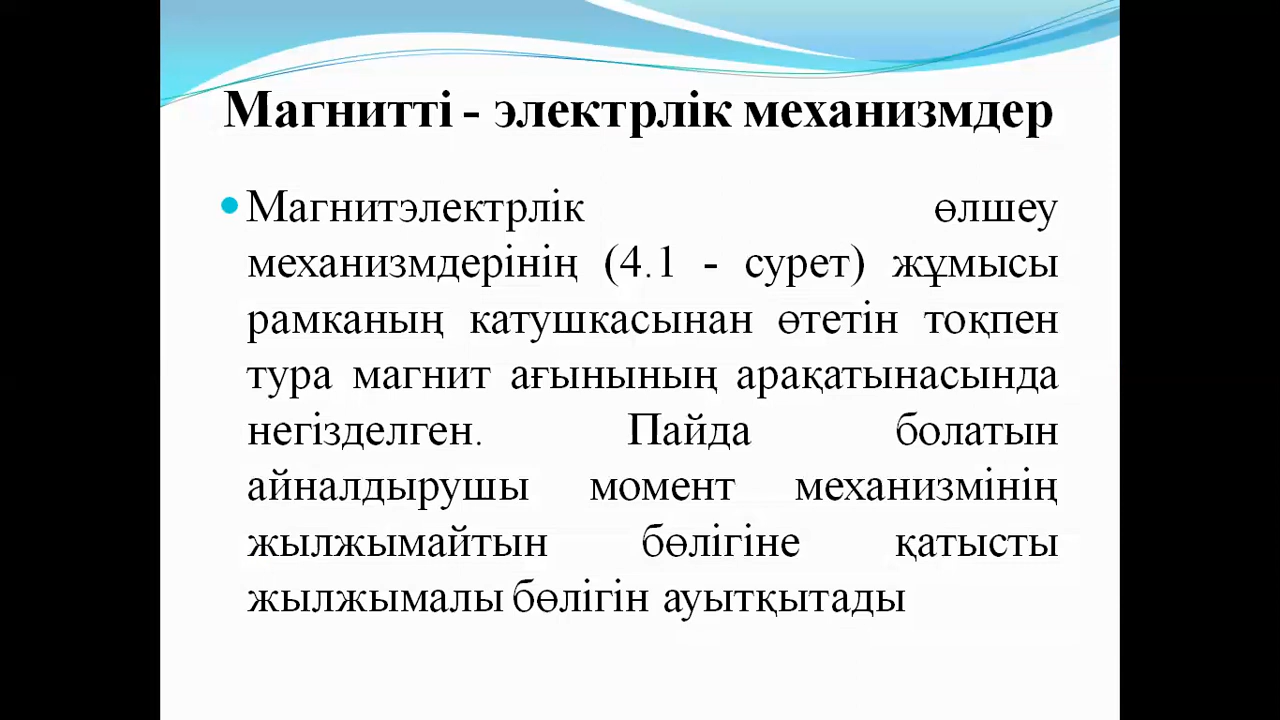 Магнитті - электрлік механизмдер
Магнитэлектрлік өлшеу
механизмдерінің (4.1 - сурет) жұмысы
рамканың катушкасынан өтетін тоқпен
тура магнит ағынының арақатынасында
негізделген. Пайда болатын
айналдырушы момент механизмінің
жылжымайтын бөлігіне қатысты
жылжымалы бөлігін ауытқытады